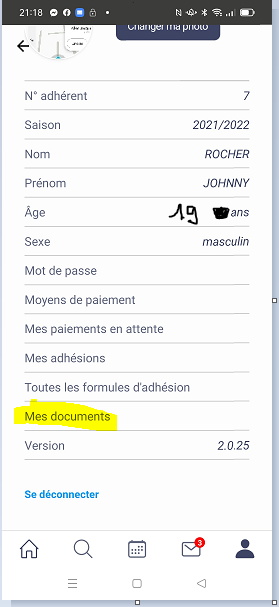 21:18
Changer ma photo
N° adhérent 7
Saison 2021/2022
Nom ROCHER
Prénom JOHNNY
Âge 19 ans
Sexe masculin
Mot de passe
Moyens de paiement
Mes paiements en attente
Mes adhésions
Toutes les formules d'adhésion
Mes documents
Version 2.0.25
Se déconnecter
3